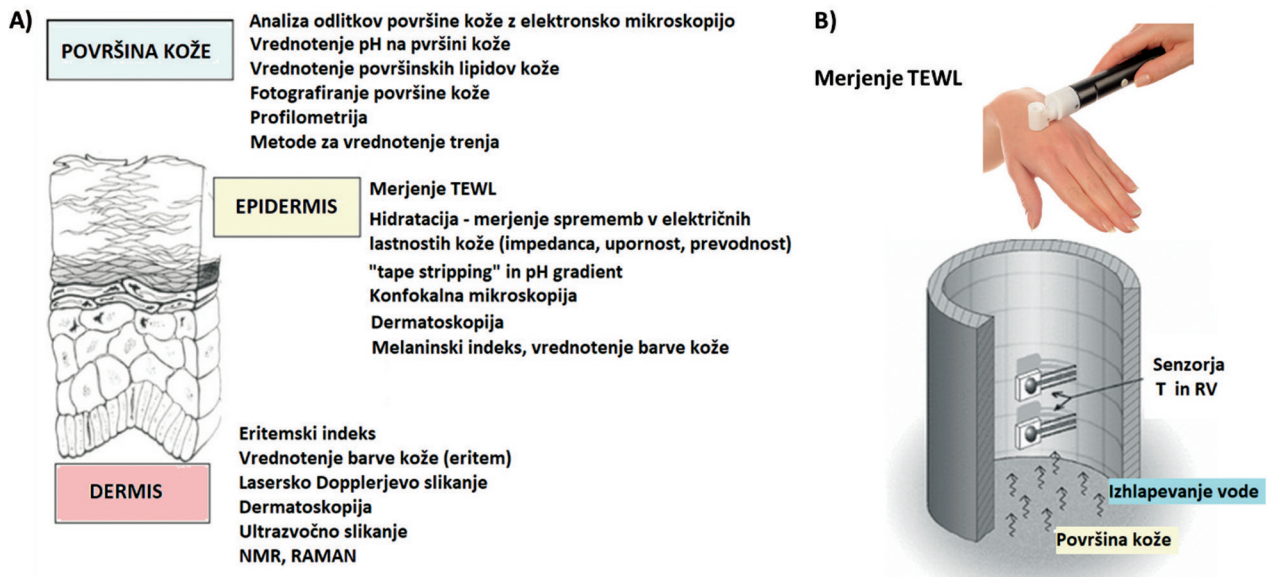 A)
POVRŠINA KOŽE
Analiza odlitkov površine kože z elektronsko mikroskopijo
Vrednotenje pH na pvršini kože
Vrednotenje površinskih lipidov kože
Fotografiranje površine kože
Profilometrija
Metode za vrednotenje trenja
EPIDERMIS
Merjenje TEWL
Hidratacija - merjenje sprememb v električnih
lastnostih kože (impedanca, upornost, prevodnost)
"tape stripping" in pH gradient
Konfokalna mikroskopija
Dermatoskopija
Melaninski indeks, vrednotenje barve kože
DERMIS
Eritemski indeks
Vrednotenje barve kože (eritem)
Lasersko Dopplerjevo slikanje
Dermatoskopija
Ultrazvočno slikanje
NMR, RAMAN
B)
Merjenje TEWL
Senzorja
T in RV
Izhlapevanje vode
Površina kože